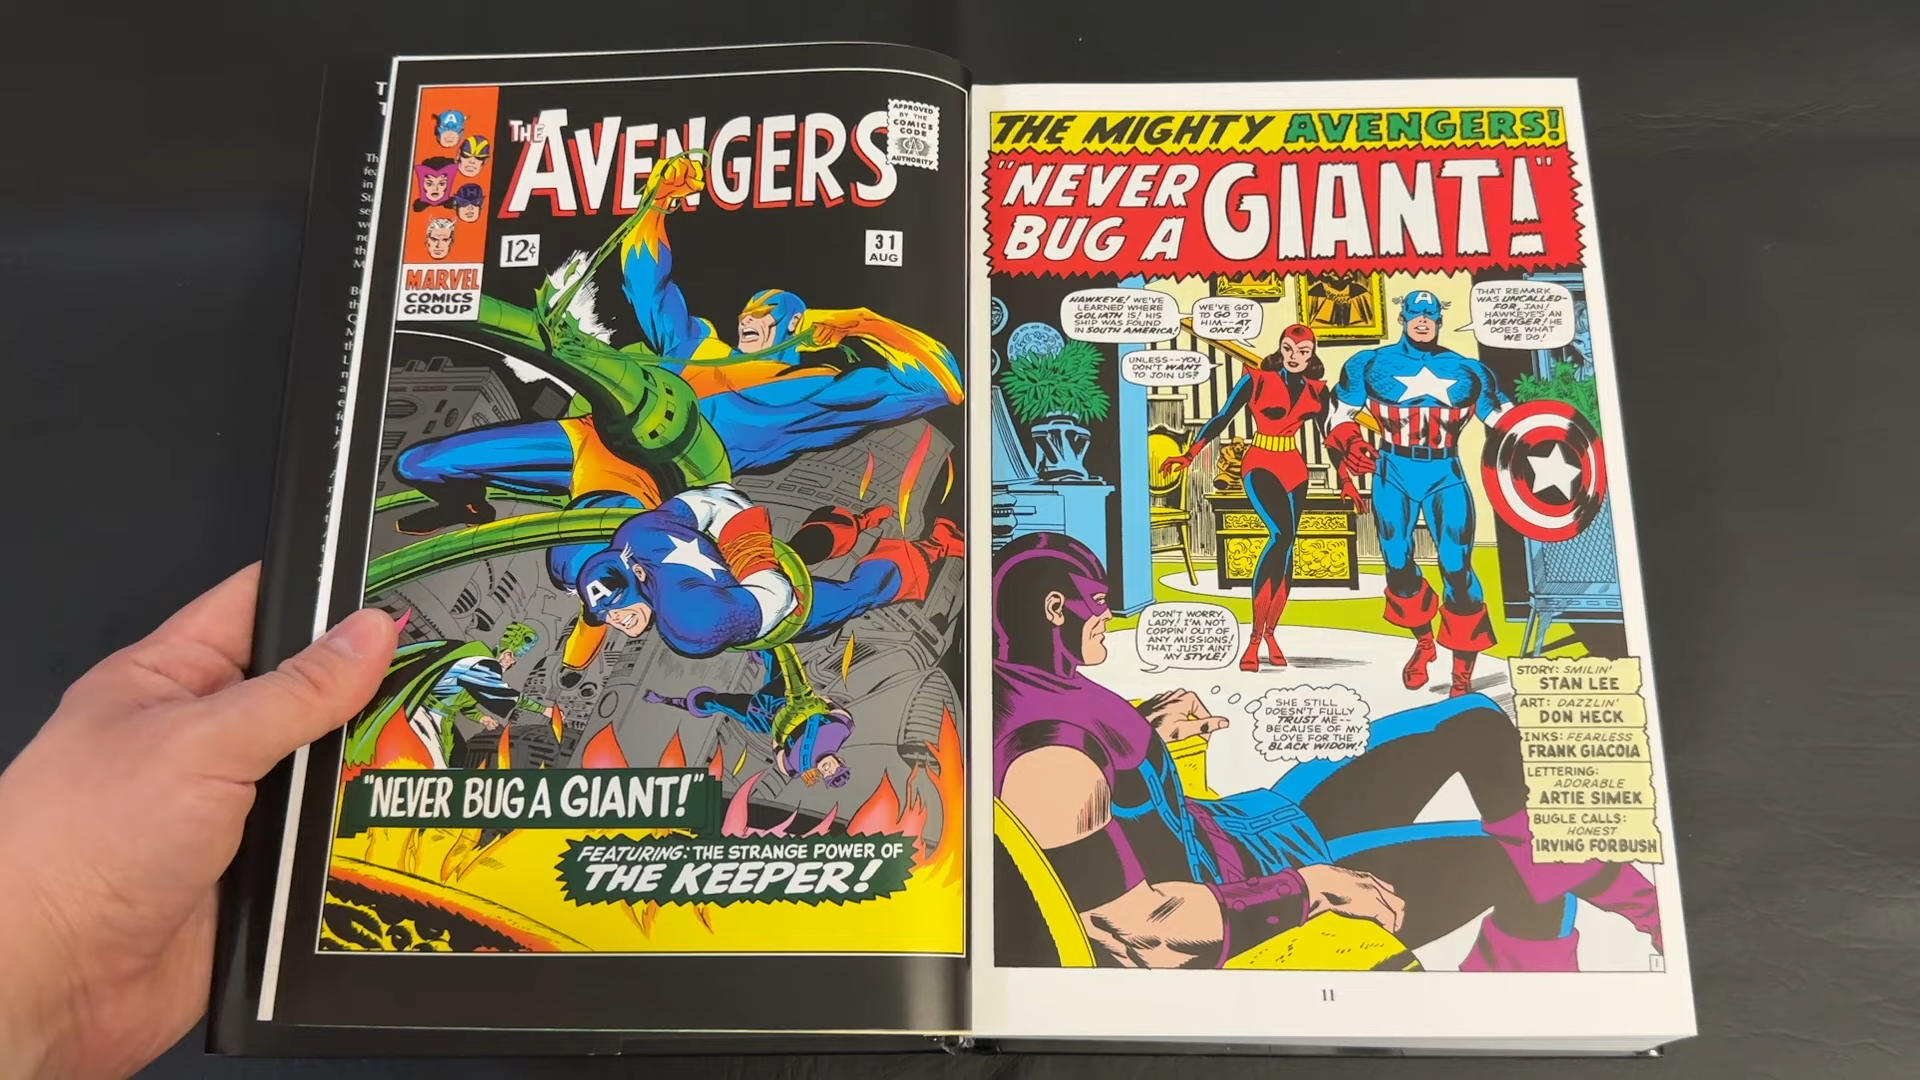 THE AVENGERS
APPROVED
BY THE
COMICS
CODE
AUTHORITY
12¢
31
AUG
MARVEL
COMICS
GROUP
"NEVER BUG A GIANT!"
FEATURING: THE STRANGE POWER OF
THE KEEPER!
THE MIGHTY AVENGERS!
"NEVER
BUG A GIANT!"
HAWKEYE! WE'VE
LEARNED WHERE
GOLIATH IS! HIS
SHIP WAS FOUND
IN SOUTH AMERICA!
WE'VE GOT
TO GO TO
HIM--AT
ONCE!
UNLESS--YOU
DON'T WANT
TO JOIN US?
THAT REMARK
WAS UNCALLED-
FOR, JAN!
HAWKEYE'S AN
AVENGER! HE
DOES WHAT
WE DO!
DON'T WORRY,
LADY! I'M NOT
COPPIN' OUT OF
ANY MISSIONS!
THAT JUST AIN'T
MY STYLE!
SHE STILL
DOESN'T FULLY
TRUST ME--
BECAUSE OF MY
LOVE FOR THE
BLACK WIDOW!
STORY: SMILIN'
STAN LEE
ART: DAZZLIN'
DON HECK
INKS: FEARLESS
FRANK GIACOIA
LETTERING:
ADORABLE
ARTIE SIMEK
BUGLE CALLS:
HONEST
IRVING FORBUSH
1
11